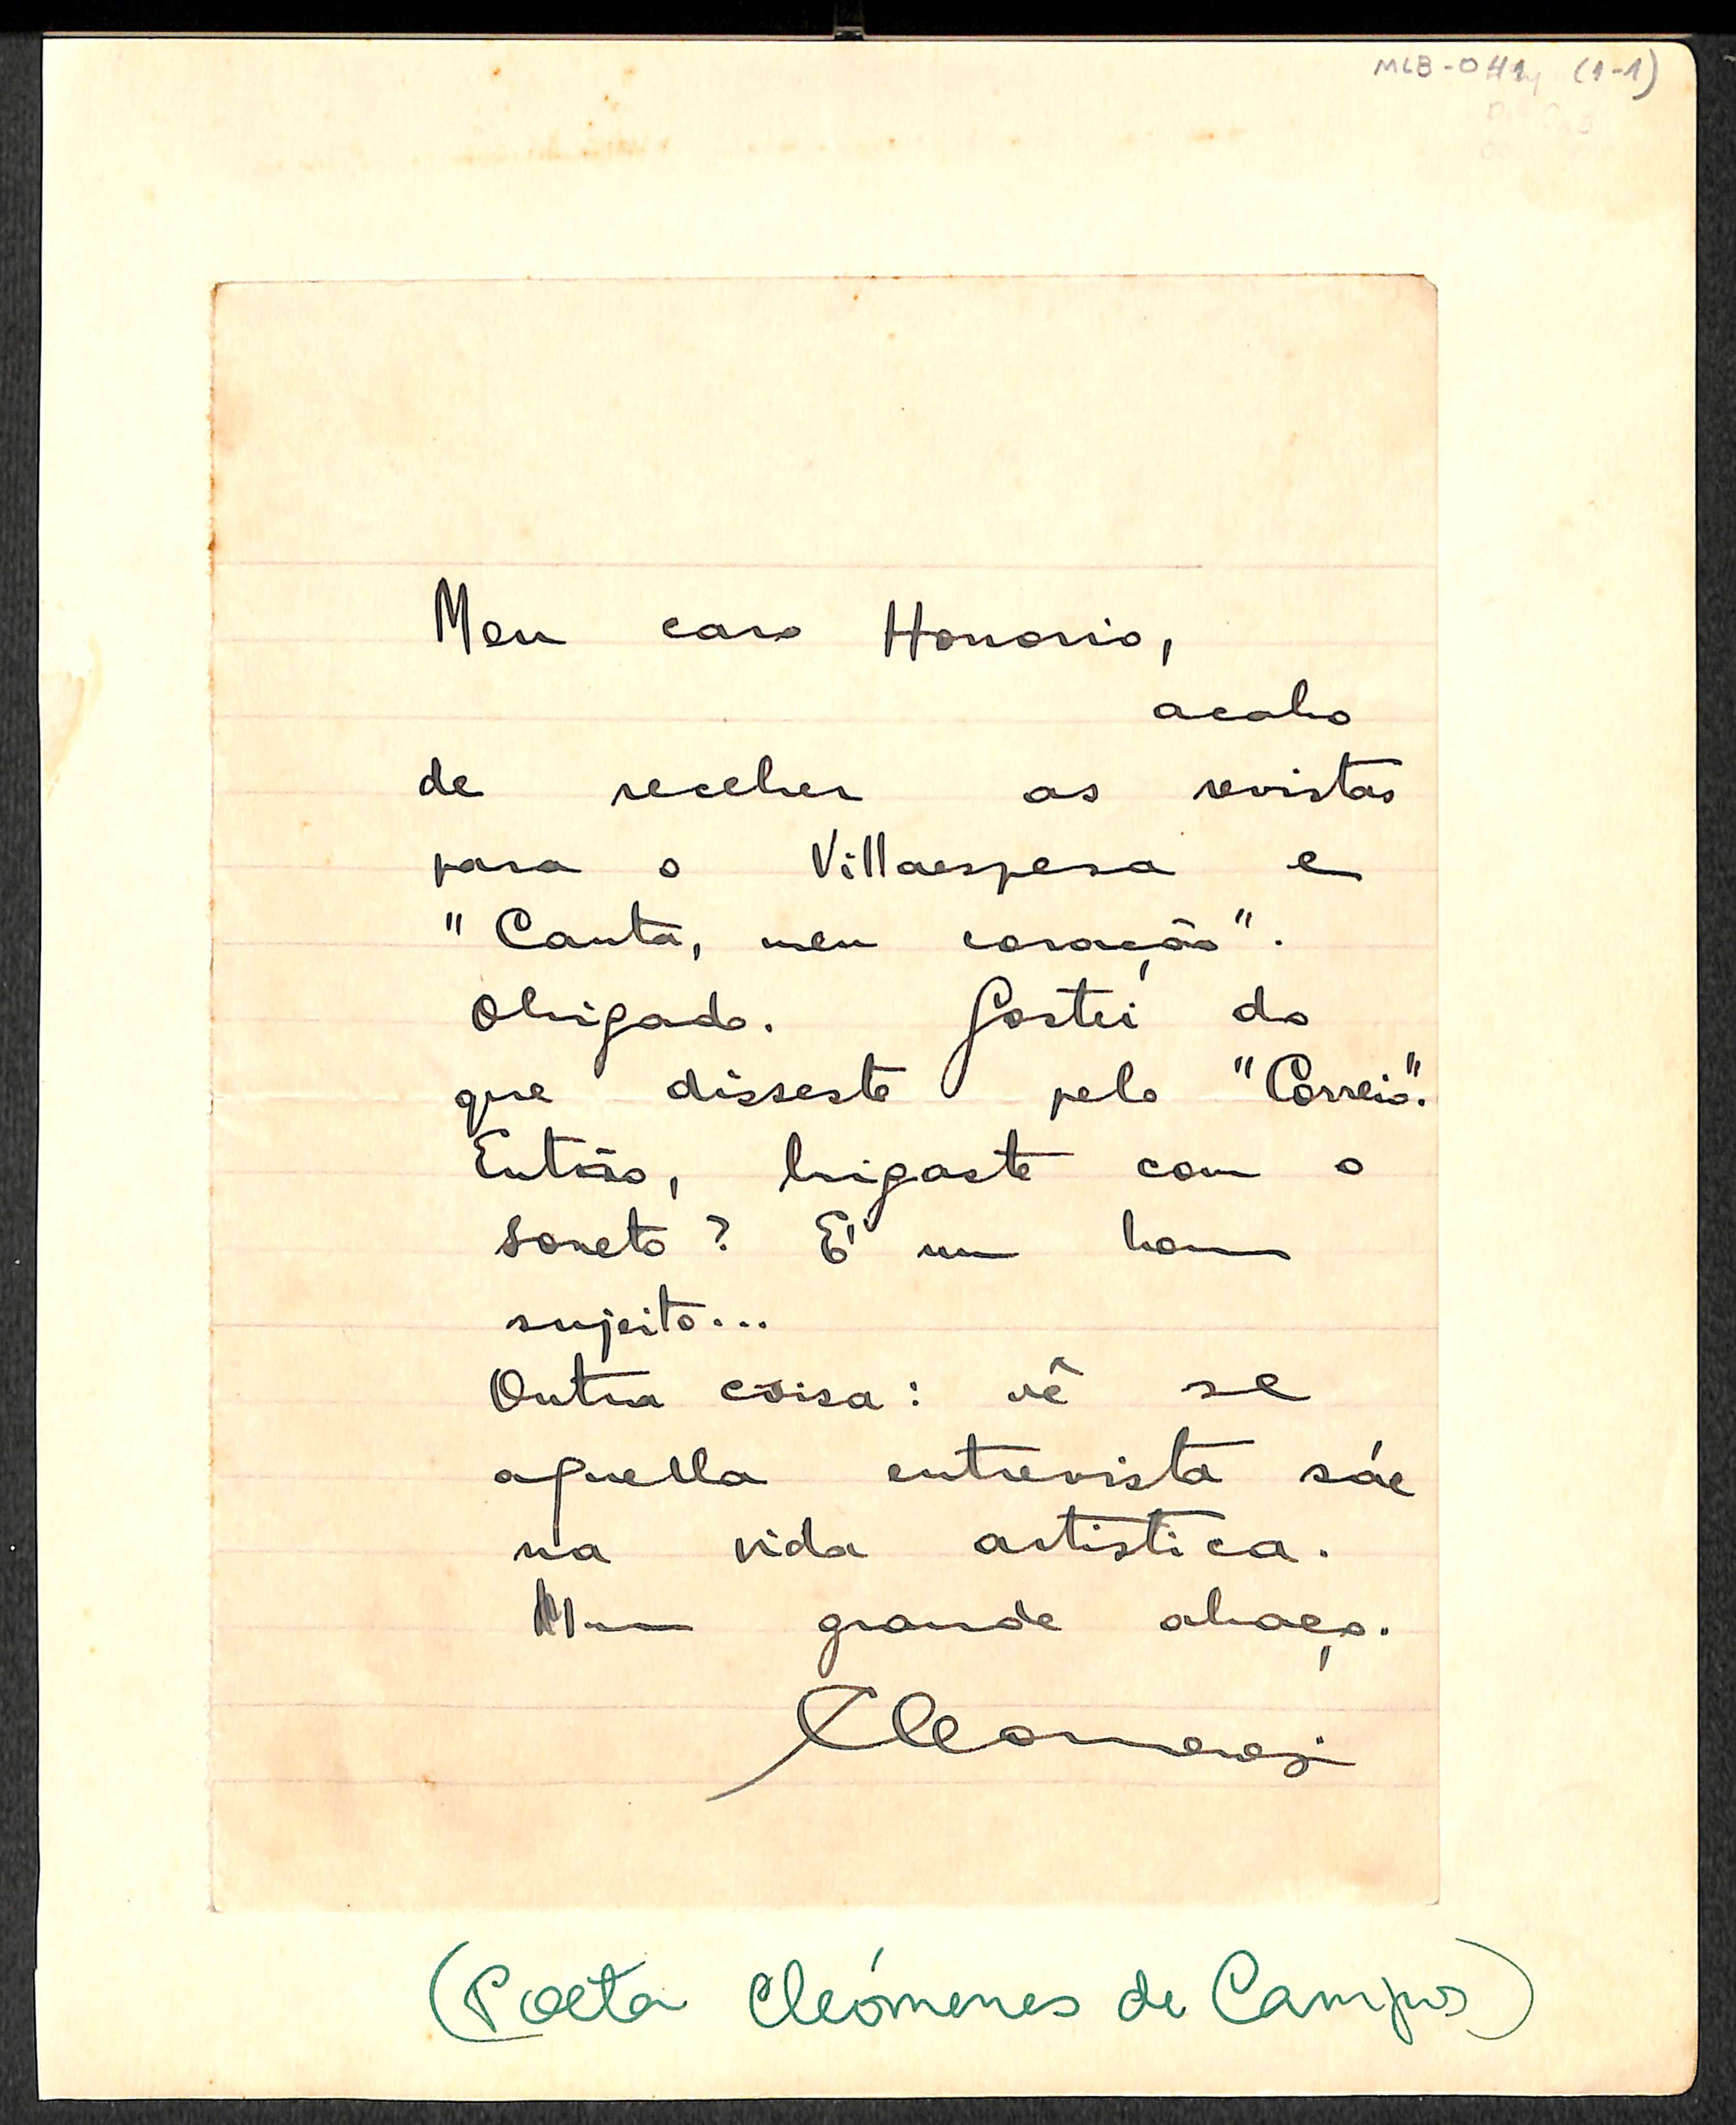 MLB-041 (1-1)
Meu caro Honorio,
acabo
de receber as revistas
para o Villaespesa e
"Canta, meu coração".
Obrigado. Gostei do
que disseste pelo "Correio".
Então, brigaste com o
Soneto? E' um bom
sujeito...
Outra coisa: vê se
aquella entrevista sáe
na vida artistica.
Um grande abraço.
Cleomenes
(Poeta Cleómenes de Campos)